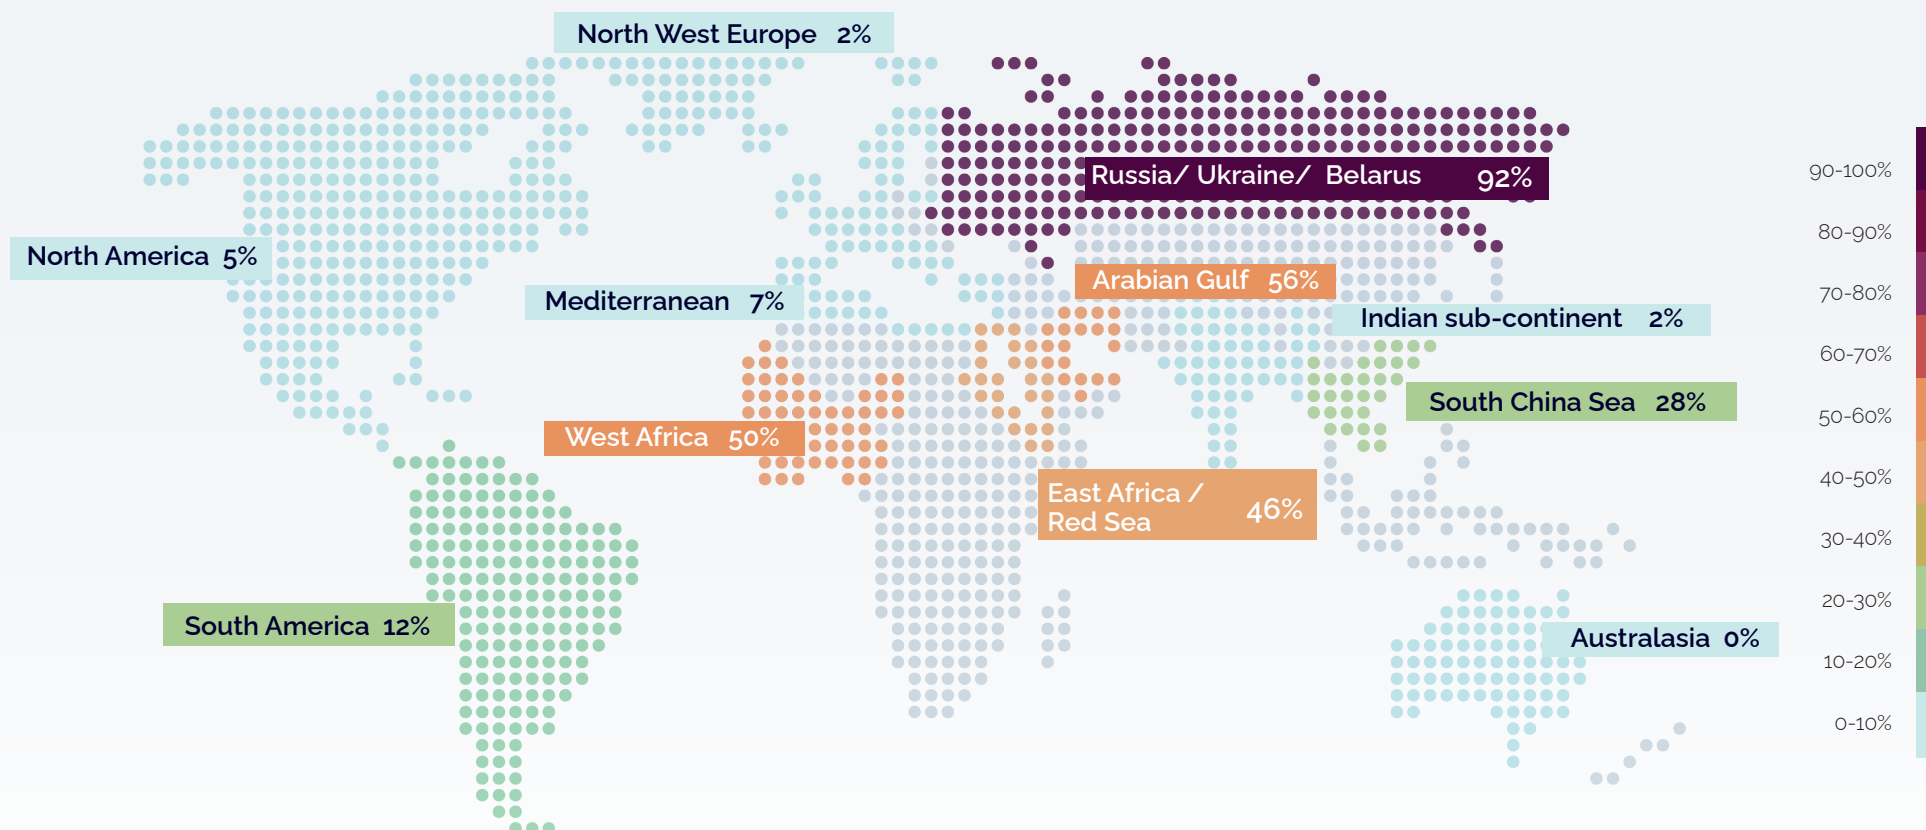 North West Europe 2%
90-100%
Russia/ Ukraine/ Belarus 92%
80-90%
North America 5%
Arabian Gulf 56%
70-80%
Mediterranean 7%
Indian sub-continent 2%
60-70%
South China Sea 28%
50-60%
West Africa 50%
40-50%
East Africa /
Red Sea
46%
30-40%
20-30%
South America 12%
Australasia 0%
10-20%
0-10%